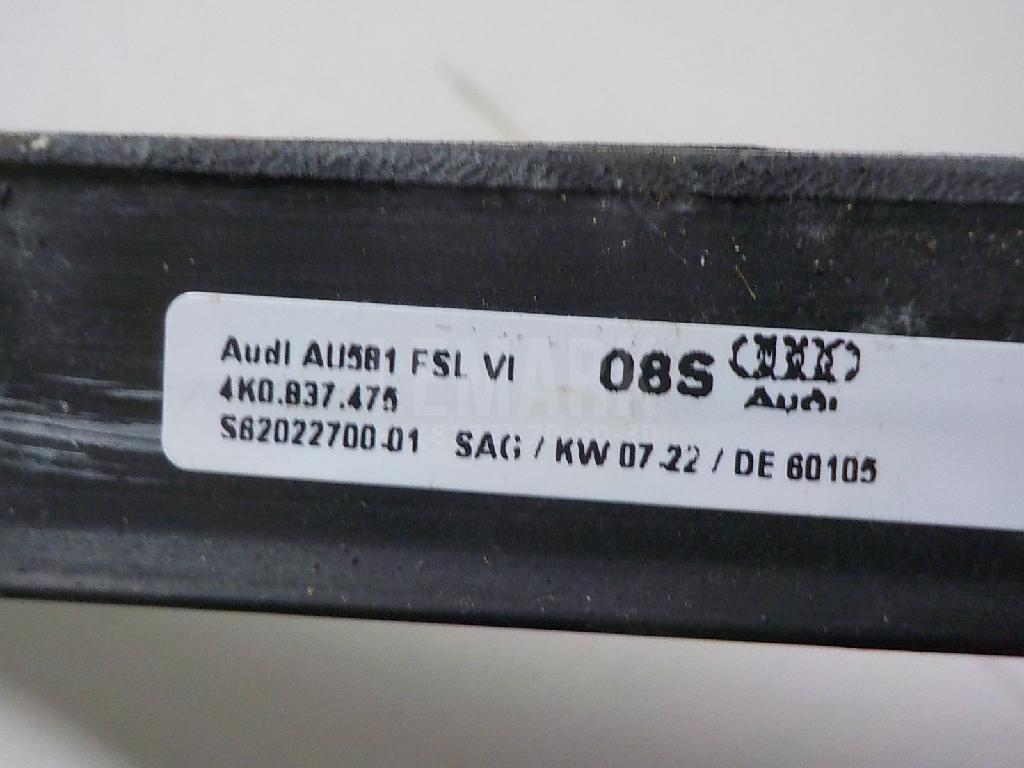 Audi AU581 FSL VI
4K0.837.475
S62022700-01 SAG / KW 07-22 / DE 60105
08S
Audi